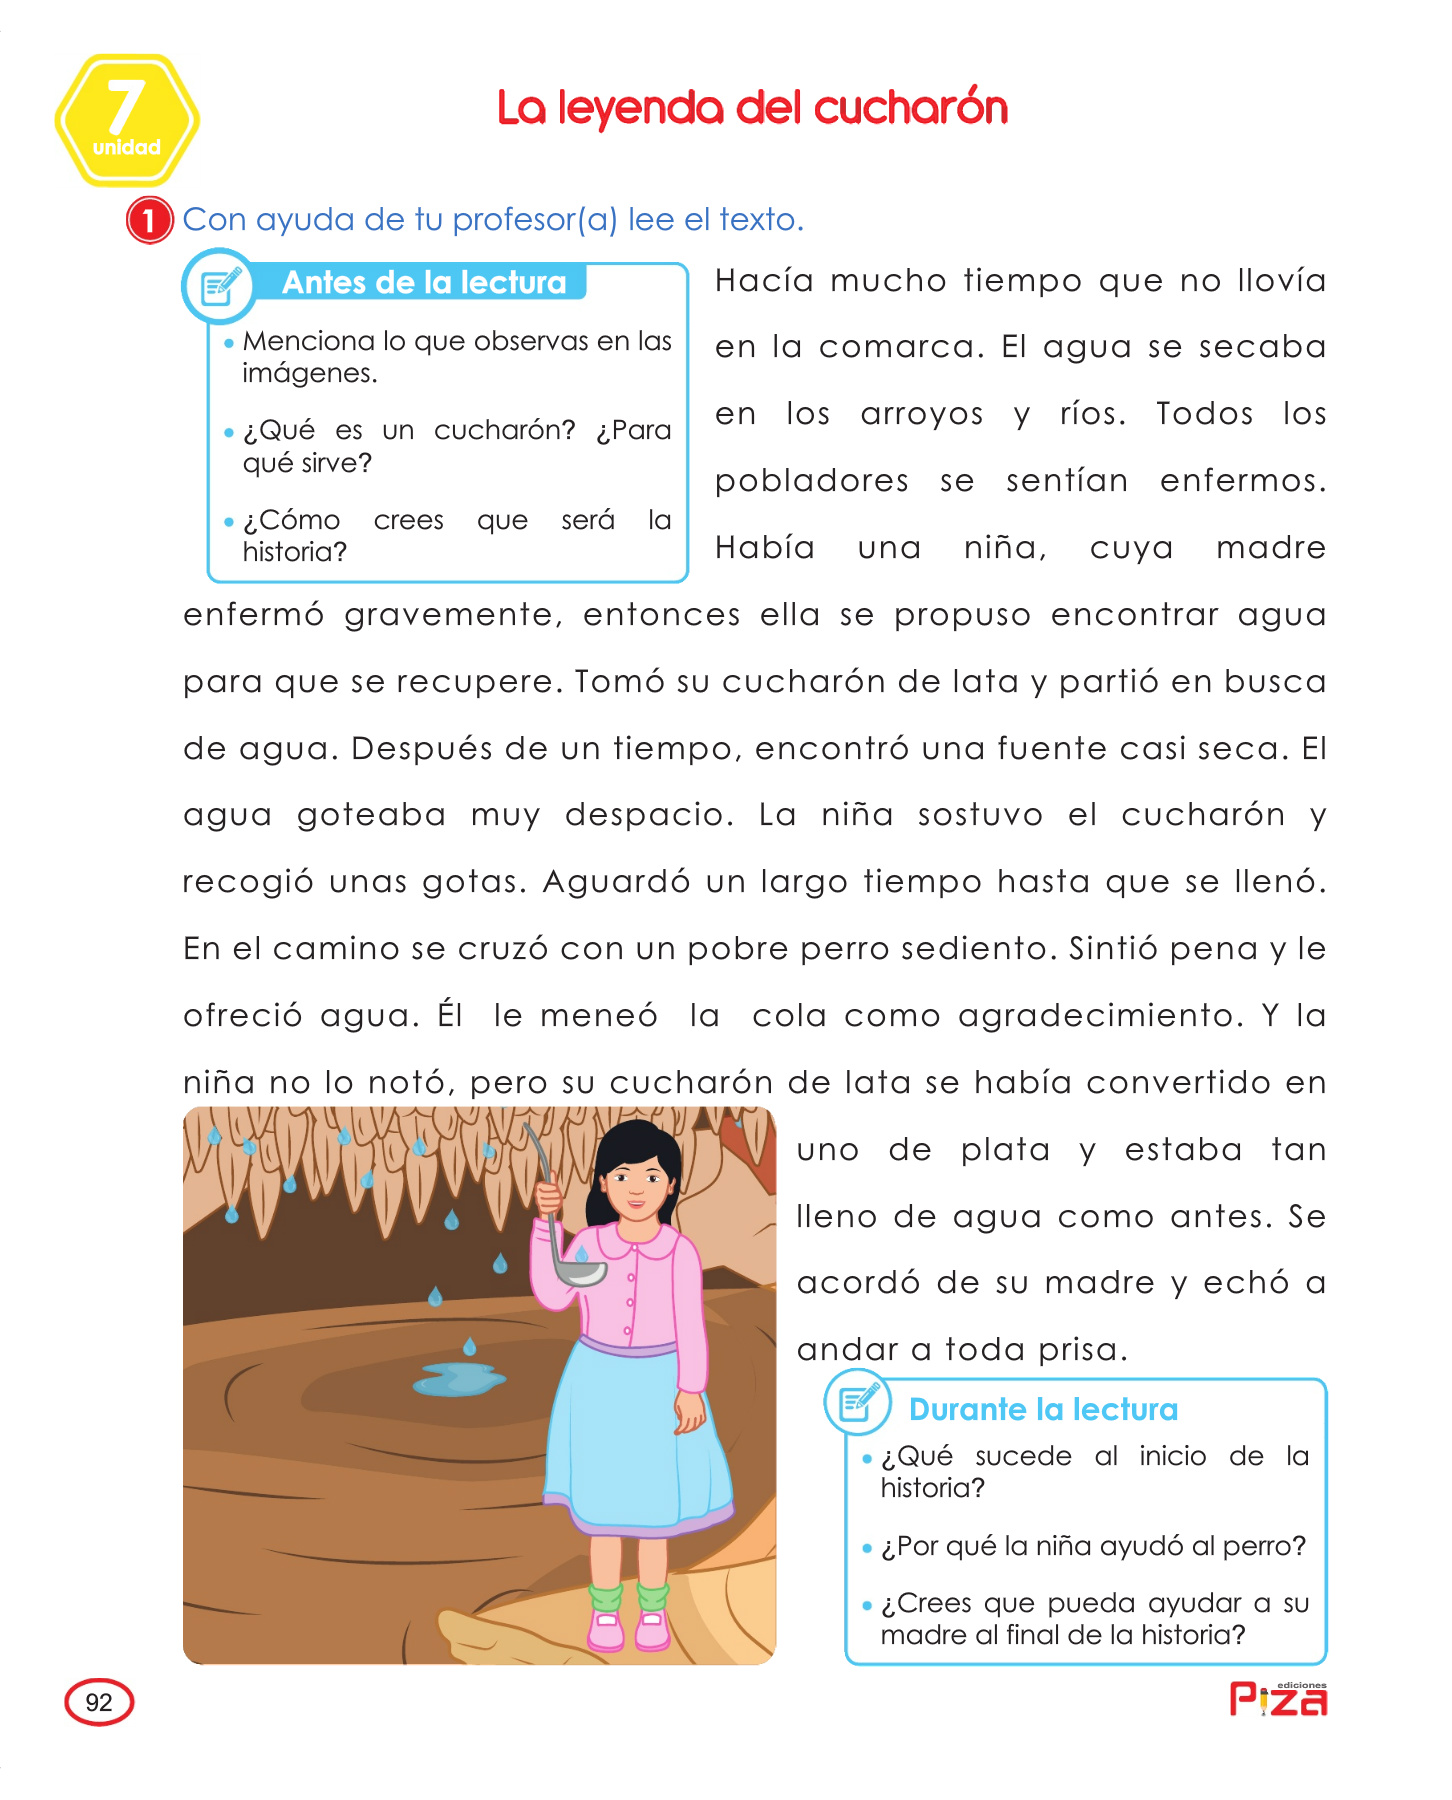 7
unidad
La leyenda del cucharón
1 Con ayuda de tu profesor(a) lee el texto.
Antes de la lectura
• Menciona lo que observas en las
imágenes.
• ¿Qué es un cucharón? ¿Para
qué sirve?
• ¿Cómo crees que será la
historia?
Hacía mucho tiempo que no llovía
en la comarca. El agua se secaba
en los arroyos y ríos. Todos los
pobladores se sentían enfermos.
Había una niña, cuya madre
enfermó gravemente, entonces ella se propuso encontrar agua
para que se recupere. Tomó su cucharón de lata y partió en busca
de agua. Después de un tiempo, encontró una fuente casi seca. El
agua goteaba muy despacio. La niña sostuvo el cucharón y
recogió unas gotas. Aguardó un largo tiempo hasta que se llenó.
En el camino se cruzó con un pobre perro sediento. Sintió pena y le
ofreció agua. Él le meneó la cola como agradecimiento. Y la
niña no lo notó, pero su cucharón de lata se había convertido en
uno de plata y estaba tan
lleno de agua como antes. Se
acordó de su madre y echó a
andar a toda prisa.
Durante la lectura
• ¿Qué sucede al inicio de la
historia?
• ¿Por qué la niña ayudó al perro?
• ¿Crees que pueda ayudar a su
madre al final de la historia?
92
ediciones
Piza